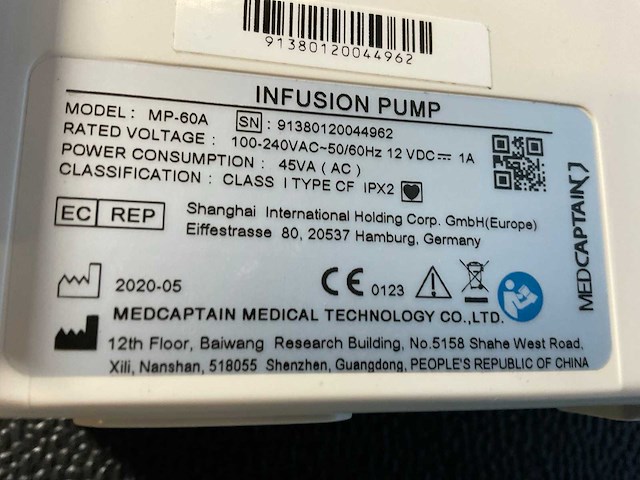 91380120044962
INFUSION PUMP
MODEL: MP-60A SN: 91380120044962
RATED VOLTAGE: 100-240VAC~50/60Hz 12 VDC⎓ 1A
POWER CONSUMPTION: 45VA (AC)
CLASSIFICATION: CLASS I TYPE CF IPX2
EC REP
Shanghai International Holding Corp. GmbH(Europe)
Eiffestrasse 80, 20537 Hamburg, Germany
2020-05
CE 0123
MEDCAPTAIN MEDICAL TECHNOLOGY CO.,LTD.
12th Floor, Baiwang Research Building, No.5158 Shahe West Road,
Xili, Nanshan, 518055 Shenzhen, Guangdong, PEOPLE'S REPUBLIC OF CHINA
MEDCAPTAIN